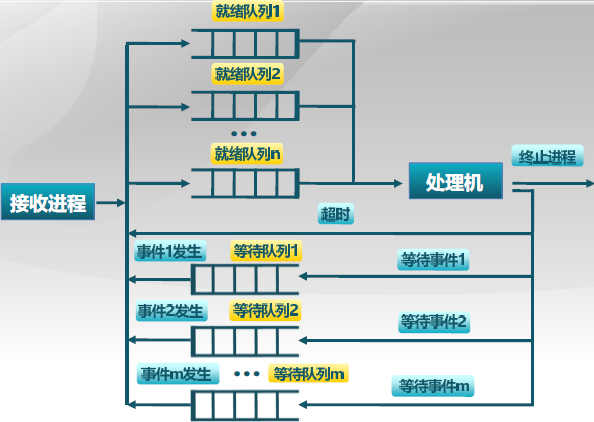 就绪队列1
就绪队列2
•••
就绪队列n
终止进程
处理机
接收进程
超时
事件1发生
等待队列1
等待事件1
事件2发生
等待队列2
等待事件2
事件m发生
•••
等待队列m
等待事件m